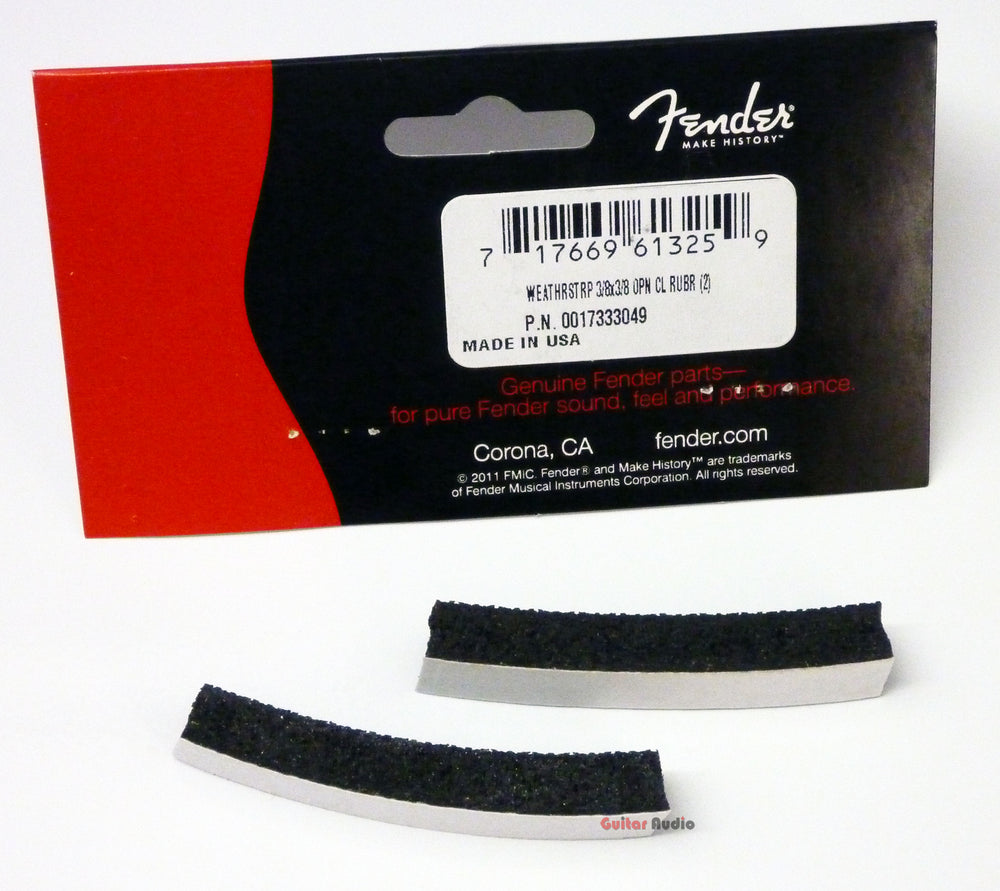 Fender®
MAKE HISTORY™
7 17669 61325 9
WEATHRSTRP 3/8x3/8 OPN CL RUBR (2)
P.N. 0017333049
MADE IN USA
Genuine Fender parts—
for pure Fender sound, feel and performance.
Corona, CA fender.com
© 2011 FMIC. Fender® and Make History™ are trademarks
of Fender Musical Instruments Corporation. All rights reserved.
Guitar Audio